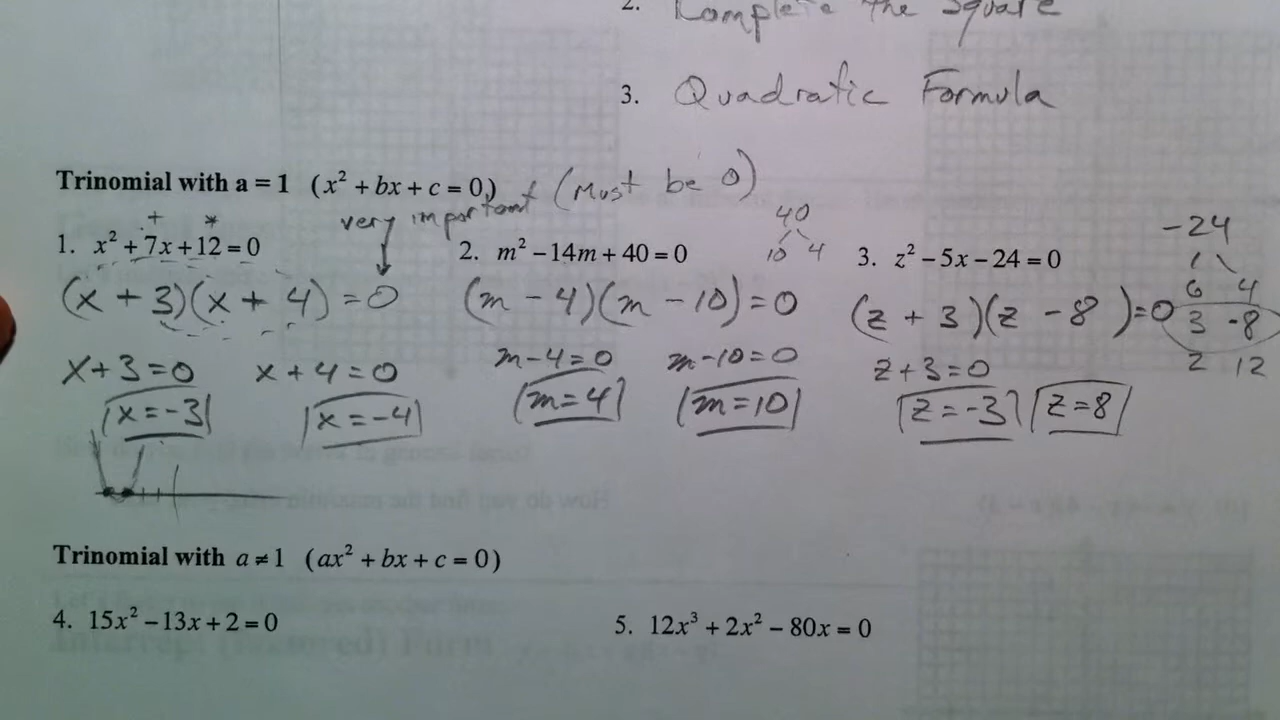 2. Complete the Square
3. Quadratic Formula
Trinomial with a = 1 (x² + bx + c = 0) (Must be 0)
very important
+ *
1. x² + 7x + 12 = 0
(x + 3)(x + 4) = 0
x + 3 = 0 x + 4 = 0
x = -3 x = -4
40
10 4
2. m² – 14m + 40 = 0
(m - 4)(m - 10) = 0
m - 4 = 0 m - 10 = 0
m = 4 m = 10
3. z² – 5x – 24 = 0
-24
6 4
3 -8
2 12
(z + 3)(z - 8) = 0
z + 3 = 0
z = -3 z = 8
Trinomial with a ≠ 1 (ax² + bx + c = 0)
4. 15x² – 13x + 2 = 0
5. 12x³ + 2x² – 80x = 0